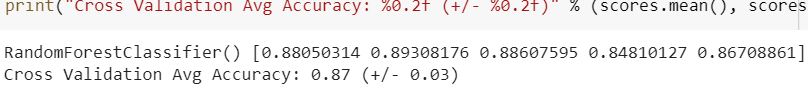 print("Cross Validation Avg Accuracy: %0.2f (+/- %0.2f)" % (scores.mean(), scores
RandomForestClassifier() [0.88050314 0.89308176 0.88607595 0.84810127 0.86708861]
Cross Validation Avg Accuracy: 0.87 (+/- 0.03)